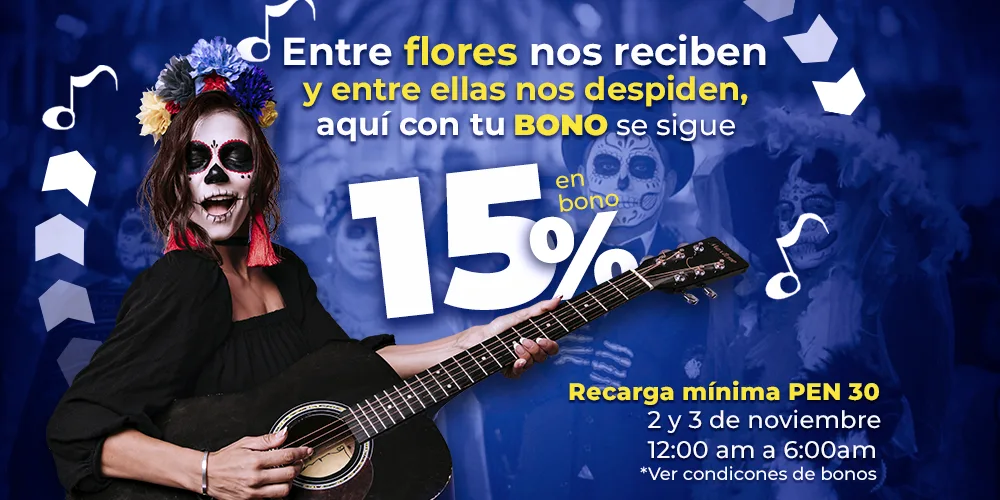 Entre flores nos reciben
y entre ellas nos despiden,
aquí con tu BONO se sigue
15%
en
bono
Recarga mínima PEN 30
2 y 3 de noviembre
12:00 am a 6:00am
*Ver condicones de bonos